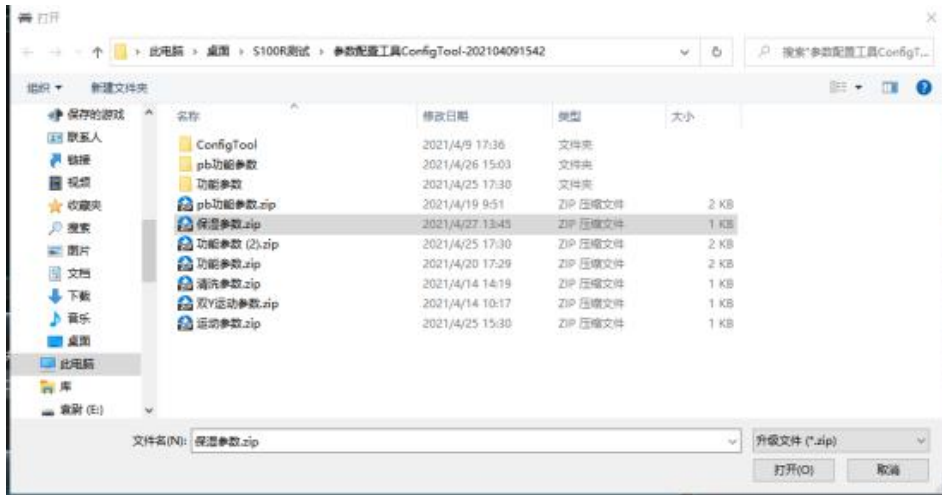 打开
此电脑 › 桌面 › S100R测试 › 参数配置工具ConfigTool-202104091542
搜索"参数配置工具ConfigT...
组织 新建文件夹
保存的游戏
联系人
链接
视频
收藏夹
搜索
图片
文档
下载
音乐
桌面
此电脑
库
(E:)
名称 修改日期 类型 大小
ConfigTool 2021/4/9 17:36 文件夹
pb功能参数 2021/4/26 15:03 文件夹
功能参数 2021/4/25 17:30 文件夹
pb功能参数.zip 2021/4/19 9:51 ZIP 压缩文件 2 KB
保湿参数.zip 2021/4/27 13:45 ZIP 压缩文件 1 KB
功能参数 (2).zip 2021/4/25 17:30 ZIP 压缩文件 2 KB
功能参数.zip 2021/4/20 17:29 ZIP 压缩文件 2 KB
清洗参数.zip 2021/4/14 14:19 ZIP 压缩文件 1 KB
双Y运动参数.zip 2021/4/14 10:17 ZIP 压缩文件 1 KB
运动参数.zip 2021/4/25 15:30 ZIP 压缩文件 1 KB
文件名(N): 保湿参数.zip
升级文件 (*.zip)
打开(O) 取消